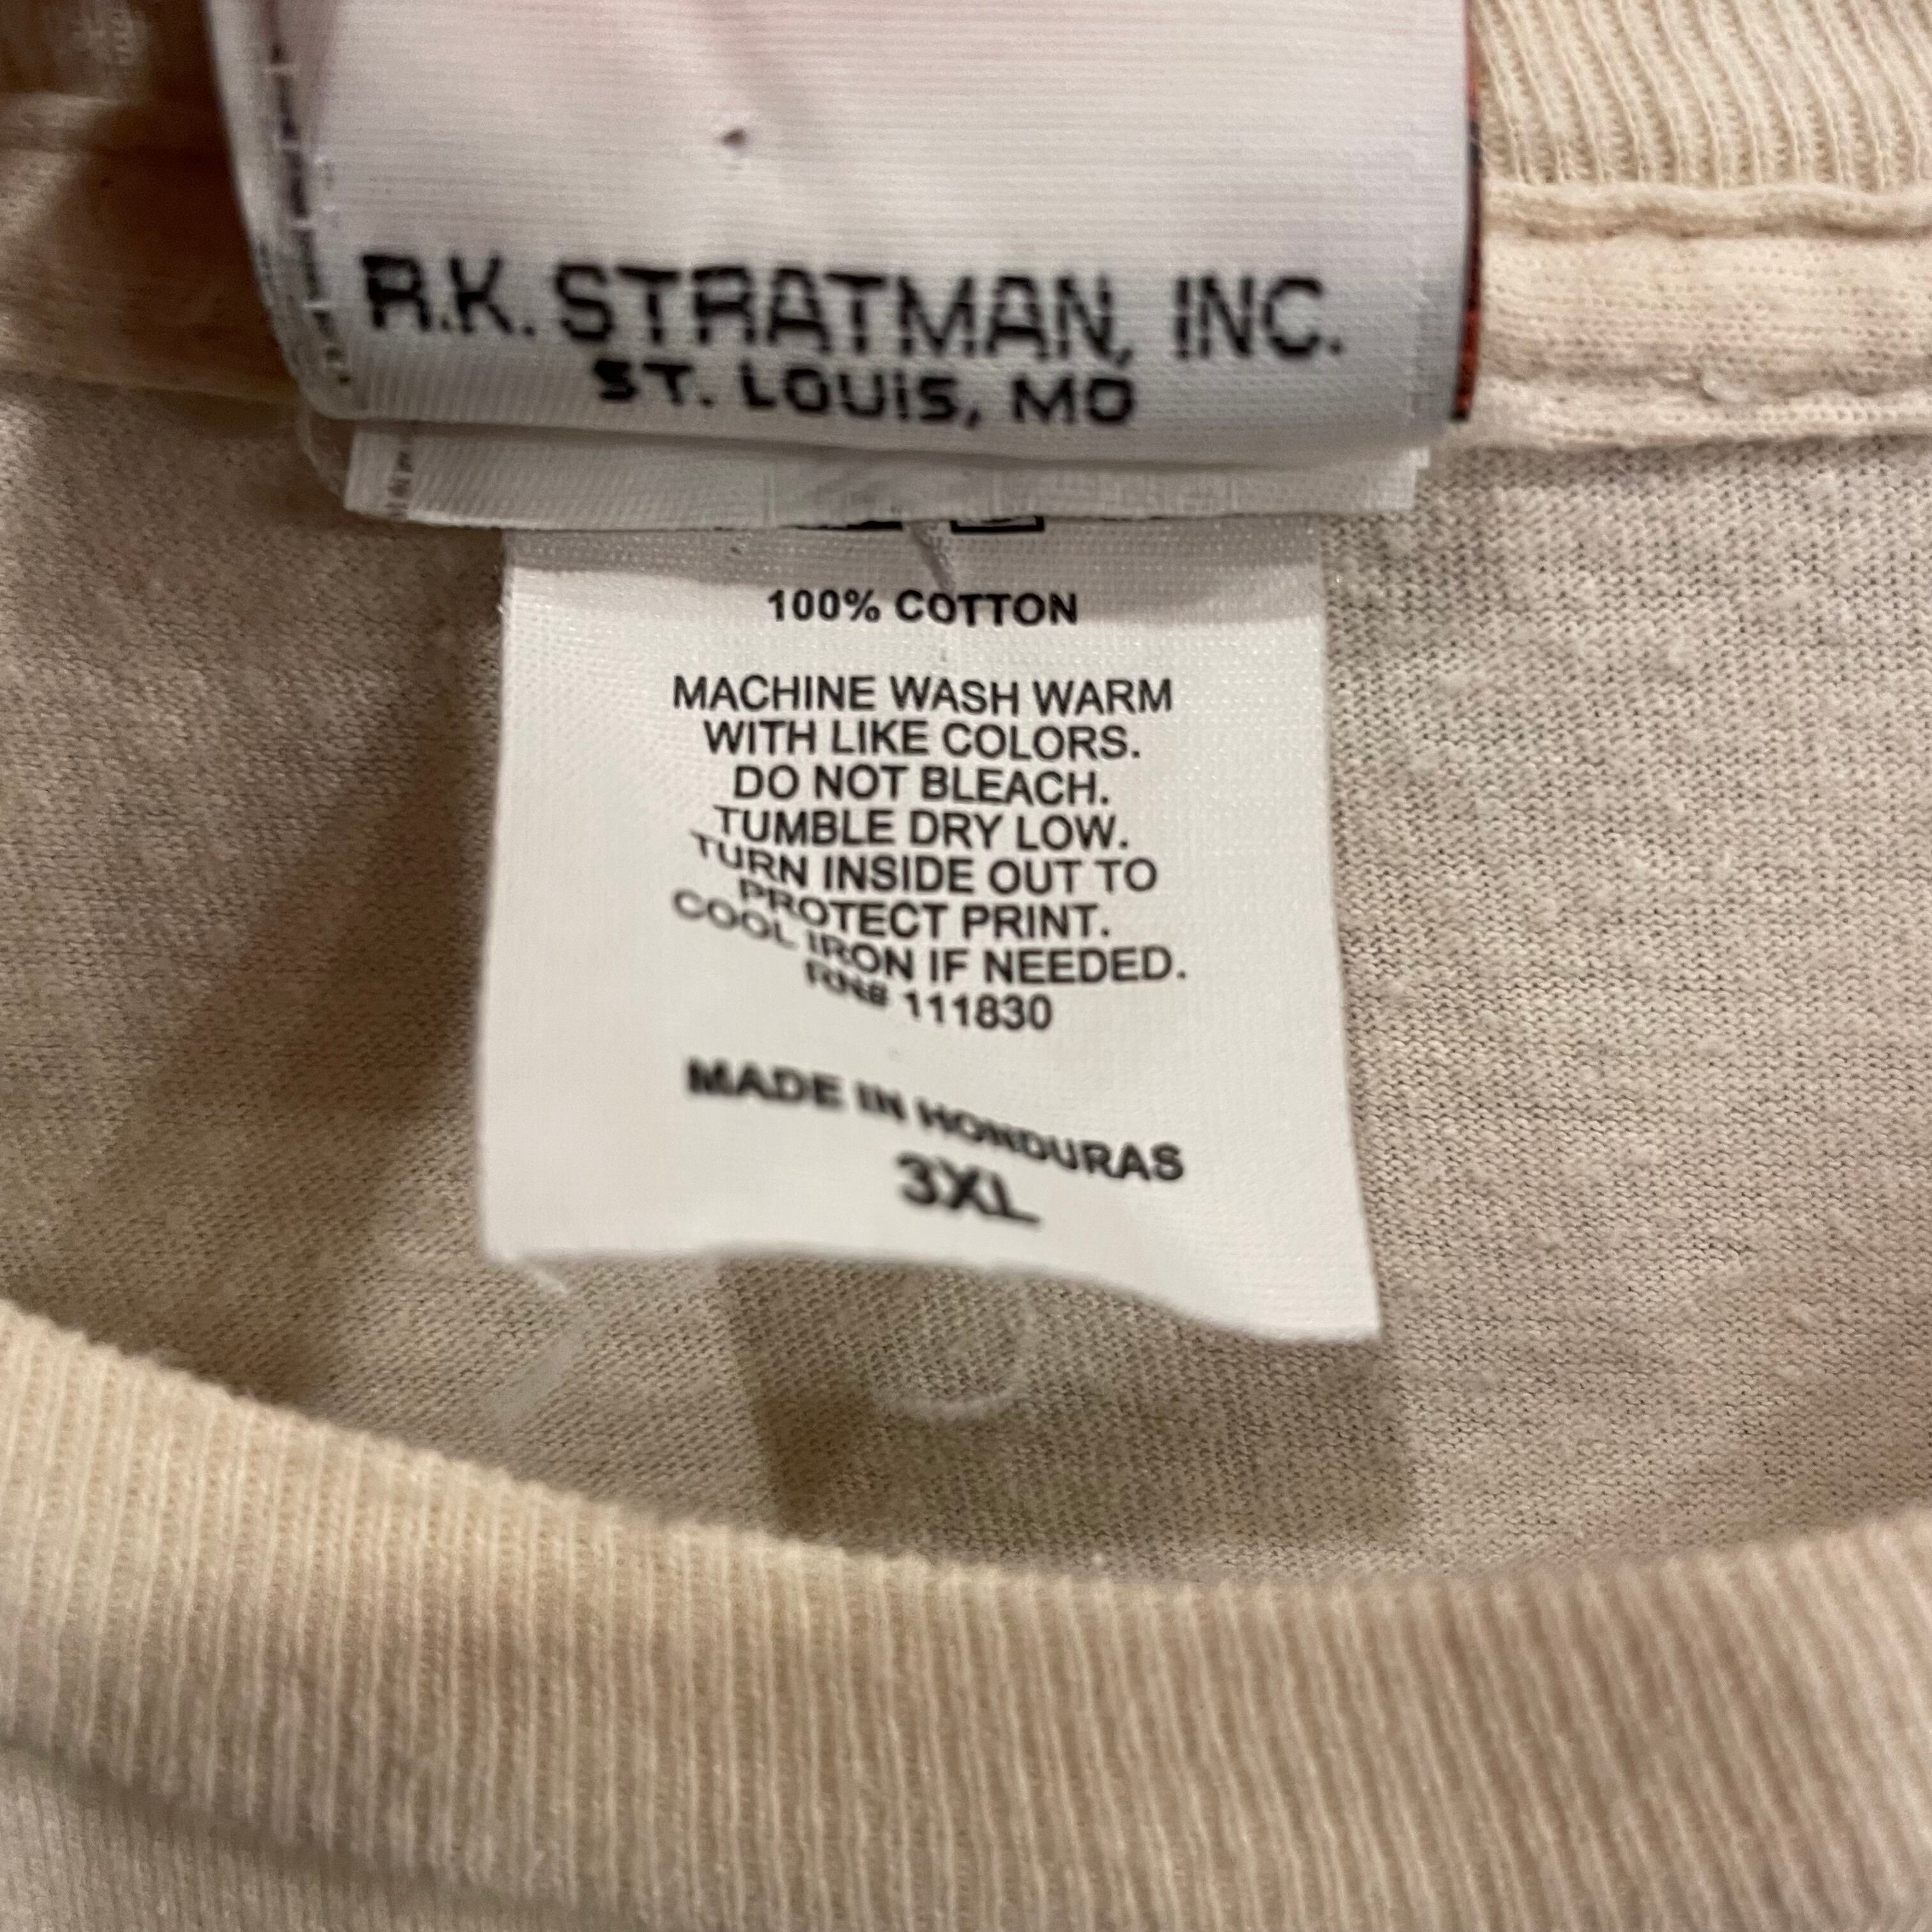 R.K. STRATMAN, INC.
ST. LOUIS, MO
100% COTTON
MACHINE WASH WARM
WITH LIKE COLORS.
DO NOT BLEACH.
TUMBLE DRY LOW.
TURN INSIDE OUT TO
PROTECT PRINT.
COOL IRON IF NEEDED.
RN# 111830
MADE IN HONDURAS
3XL